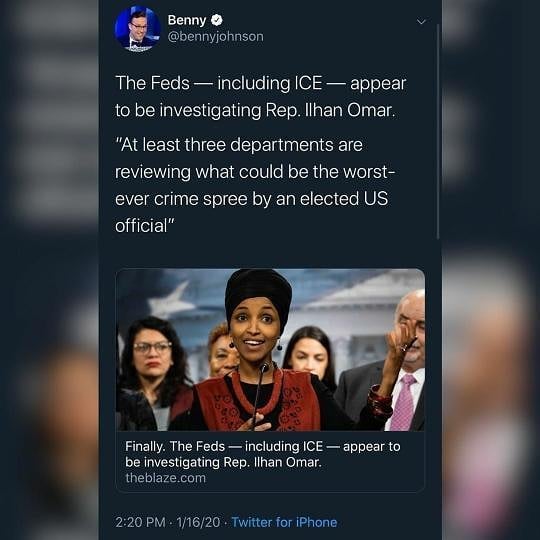 Benny
@bennyjohnson
The Feds — including ICE — appear
to be investigating Rep. Ilhan Omar.
"At least three departments are
reviewing what could be the worst-
ever crime spree by an elected US
official"
Finally. The Feds — including ICE — appear to
be investigating Rep. Ilhan Omar.
theblaze.com
2:20 PM · 1/16/20 · Twitter for iPhone